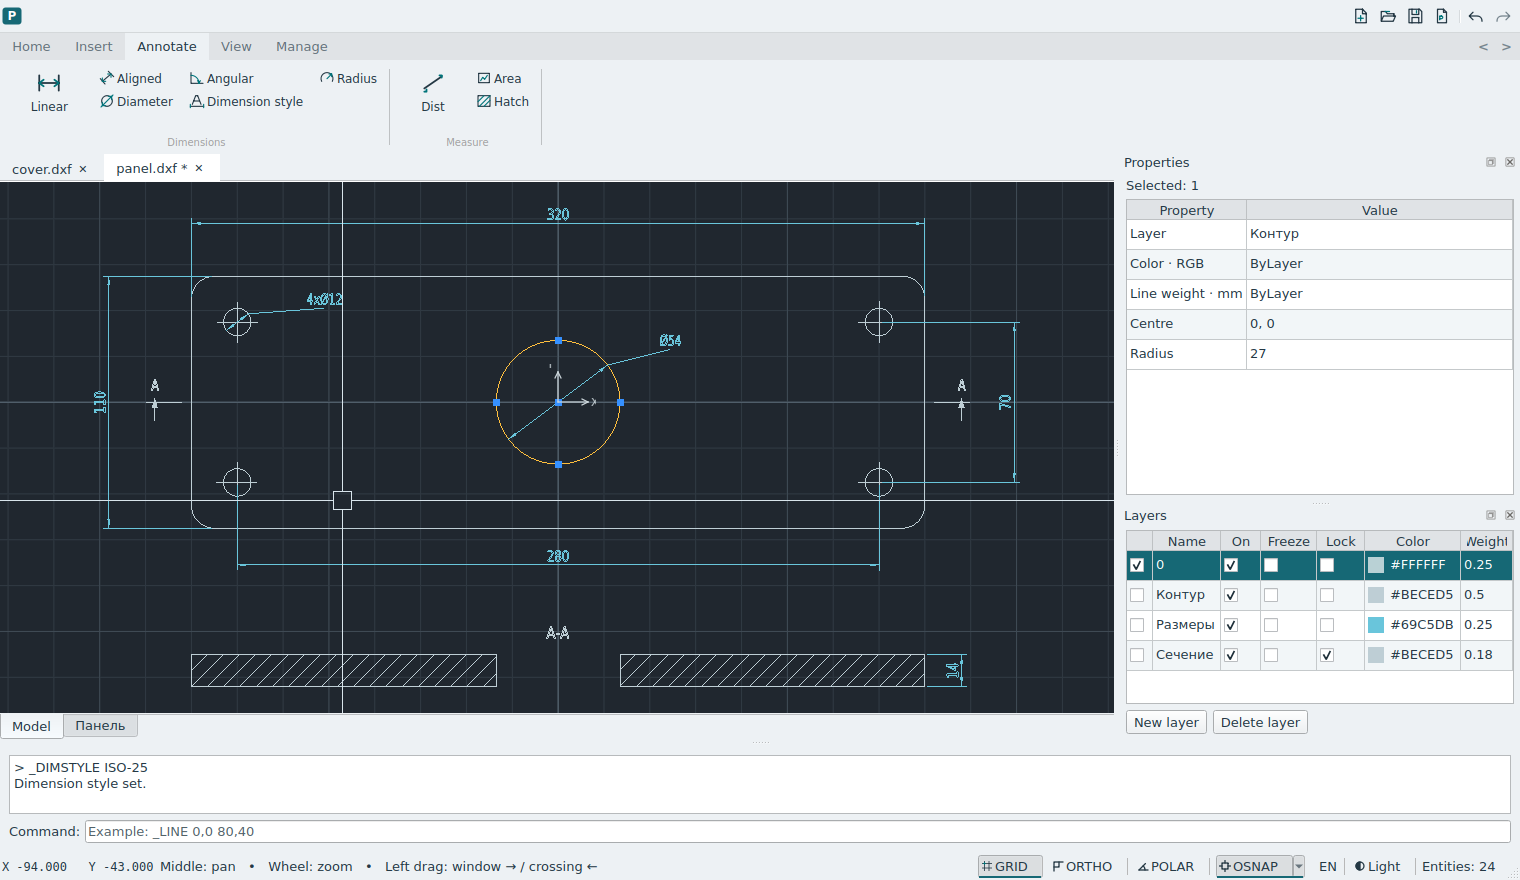 P
Home Insert Annotate View Manage < >
Linear
Aligned
Angular
Radius
Diameter
Dimension style
Dimensions
Dist
Area
Hatch
Measure
cover.dxf ×
panel.dxf * ×
320
4xØ12
Ø54
A
A
110
70
X
280
A-A
14
Model Панель
Properties
Selected: 1
Property Value
Layer Контур
Color · RGB ByLayer
Line weight · mm ByLayer
Centre 0, 0
Radius 27
Layers
Name On Freeze Lock Color Weight
0 #FFFFFF 0.25
Контур #BECED5 0.5
Размеры #69C5DB 0.25
Сечение #BECED5 0.18
New layer Delete layer
> _DIMSTYLE ISO-25
Dimension style set.
Command: Example: _LINE 0,0 80,40
X -94.000 Y -43.000 Middle: pan • Wheel: zoom • Left drag: window → / crossing ← GRID ORTHO POLAR OSNAP EN Light Entities: 24